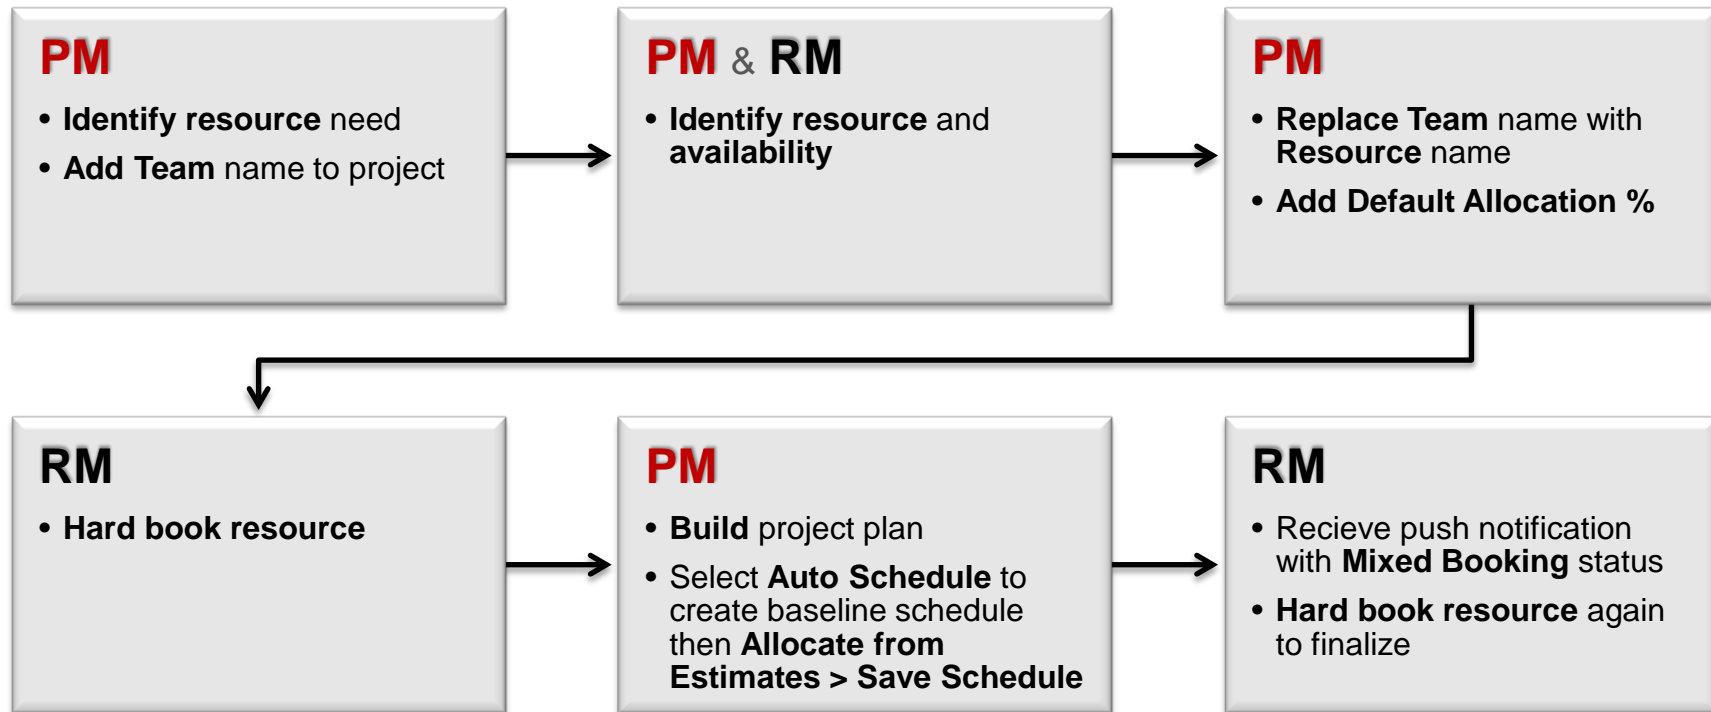 PM
• Identify resource need
• Add Team name to project
PM & RM
• Identify resource and
availability
PM
• Replace Team name with
Resource name
• Add Default Allocation %
RM
• Hard book resource
PM
• Build project plan
• Select Auto Schedule to
create baseline schedule
then Allocate from
Estimates > Save Schedule
RM
• Recieve push notification
with Mixed Booking status
• Hard book resource again
to finalize